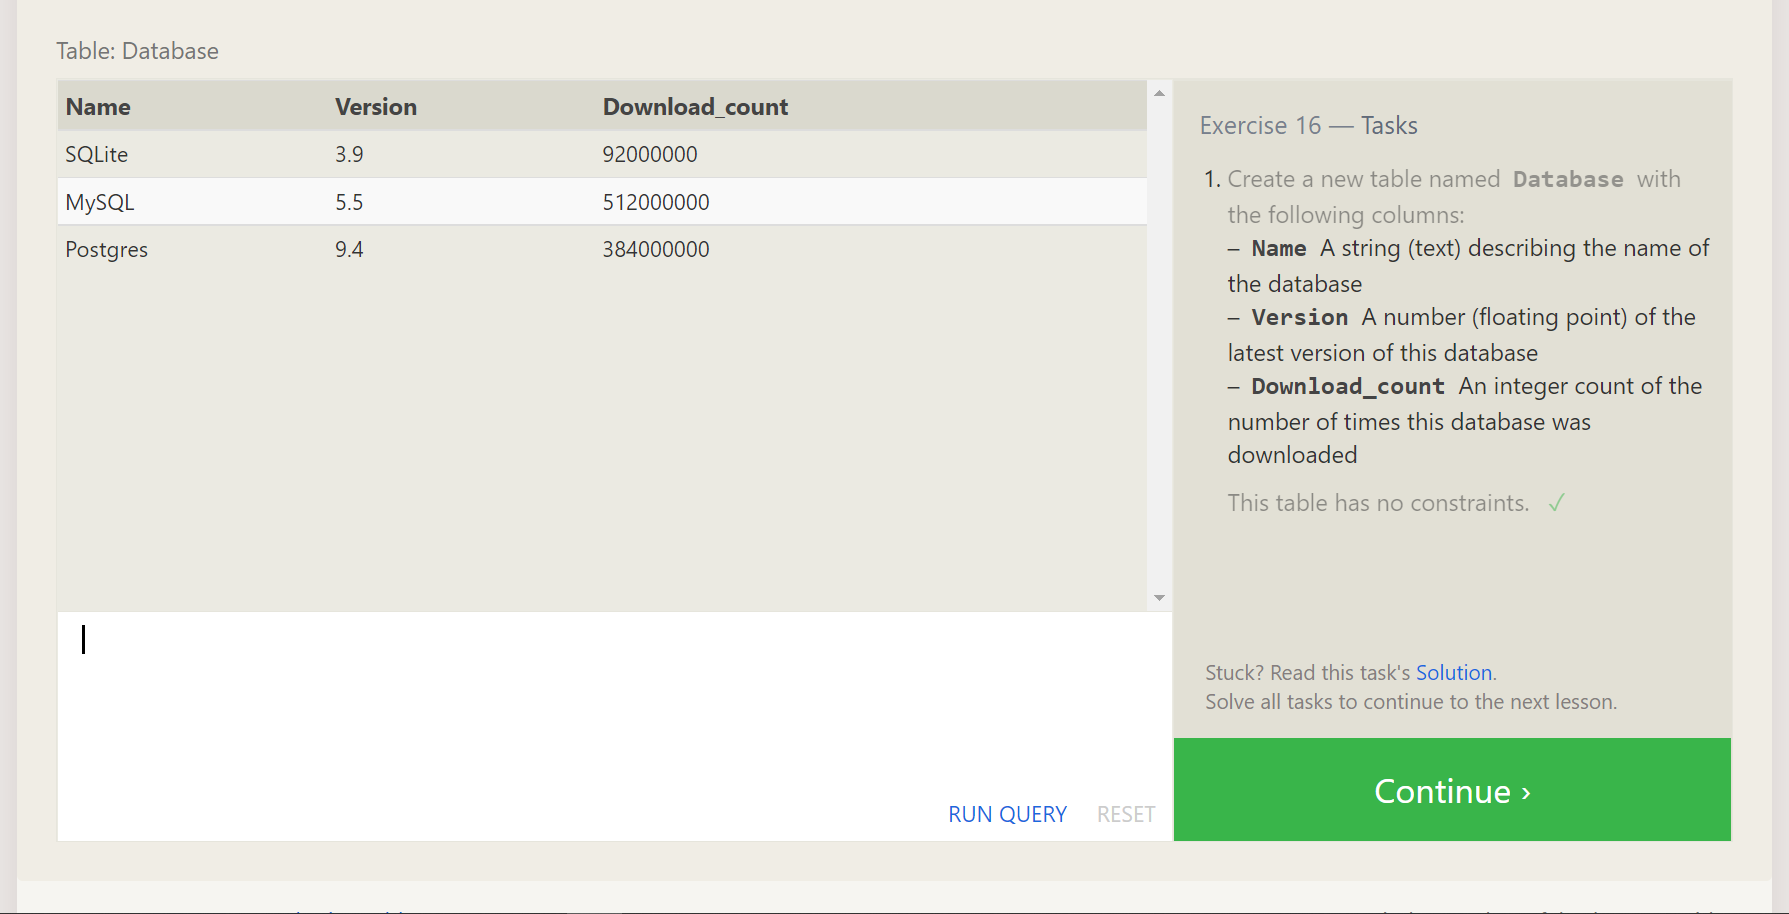 Table: Database
Name Version Download_count
SQLite 3.9 92000000
MySQL 5.5 512000000
Postgres 9.4 384000000
RUN QUERY RESET
Exercise 16 — Tasks
1. Create a new table named Database with
the following columns:
– Name A string (text) describing the name of
the database
– Version A number (floating point) of the
latest version of this database
– Download_count An integer count of the
number of times this database was
downloaded
This table has no constraints. ✓
Stuck? Read this task's Solution.
Solve all tasks to continue to the next lesson.
Continue ›